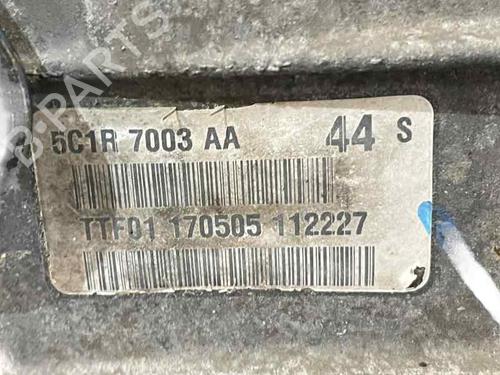 5C1R 7003 AA 44 S
TTF01 170505 112227
B-PARTS